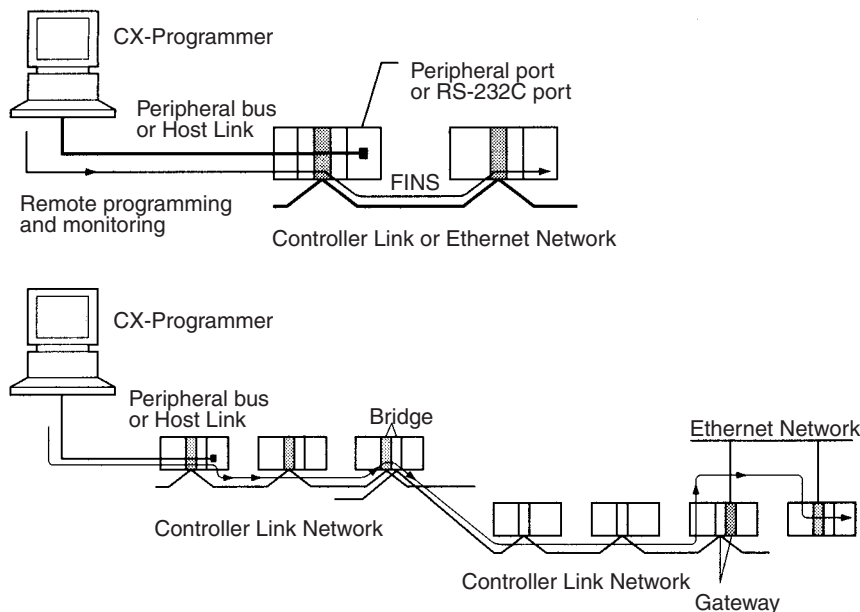 CX-Programmer
Peripheral port
or RS-232C port
Peripheral bus
or Host Link
FINS
Remote programming
and monitoring
Controller Link or Ethernet Network
CX-Programmer
Peripheral bus
or Host Link
Bridge
Ethernet Network
Controller Link Network
Controller Link Network
Gateway